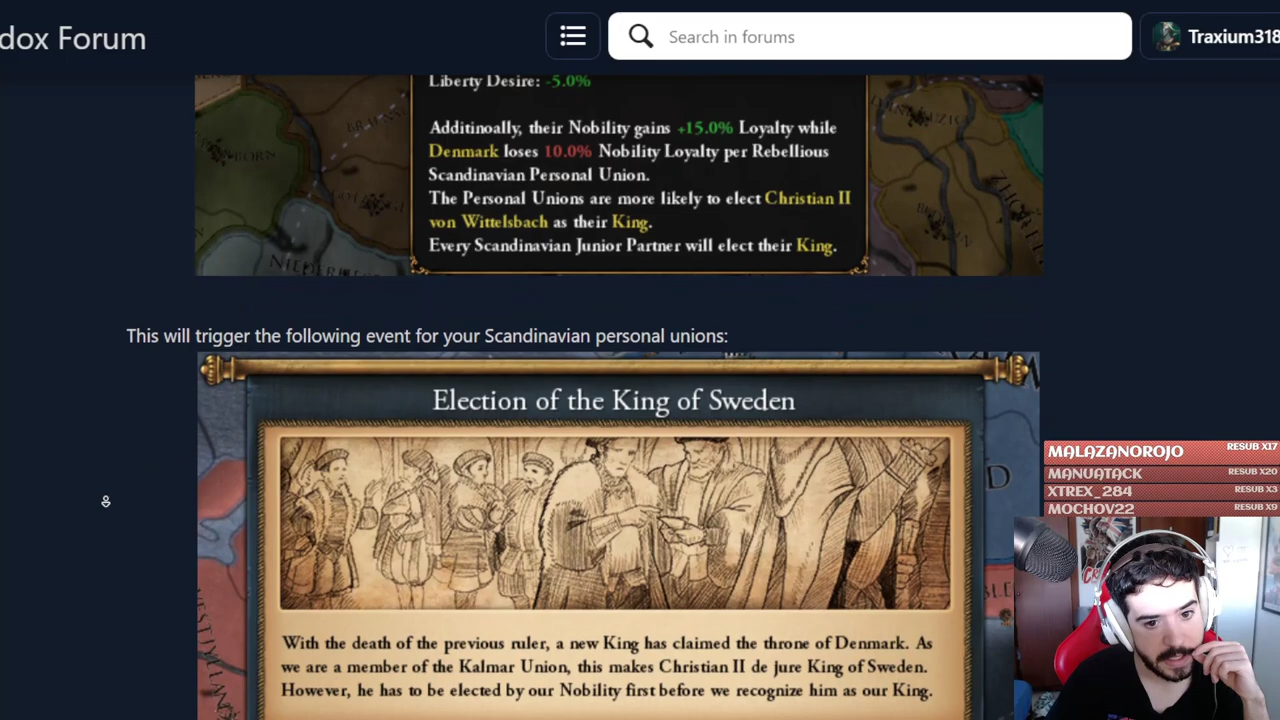 dox Forum
Search in forums
Traxium318
Liberty Desire: -5.0%
Additinoally, their Nobility gains +15.0% Loyalty while
Denmark loses 10.0% Nobility Loyalty per Rebellious
Scandinavian Personal Union.
The Personal Unions are more likely to elect Christian II
von Wittelsbach as their King.
Every Scandinavian Junior Partner will elect their King.
This will trigger the following event for your Scandinavian personal unions:
Election of the King of Sweden
With the death of the previous ruler, a new King has claimed the throne of Denmark. As
we are a member of the Kalmar Union, this makes Christian II de jure King of Sweden.
However, he has to be elected by our Nobility first before we recognize him as our King.
MALAZANOROJO RESUB X17
MANUATACK RESUB X20
XTREX_284 RESUB X3
MOCHOV22 RESUB X9